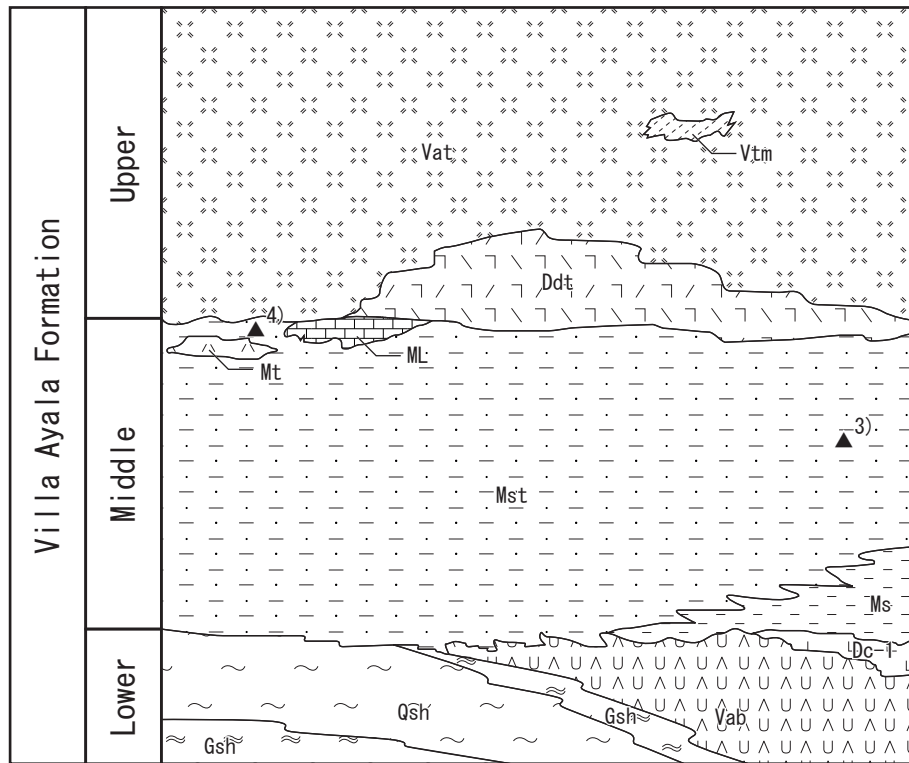 Villa Ayala Formation
Upper
Middle
Lower
Vat
Vtm
Ddt
4)
Mt
ML
3)
Mst
Ms
Dc-1
Qsh
Gsh
Vab
Gsh